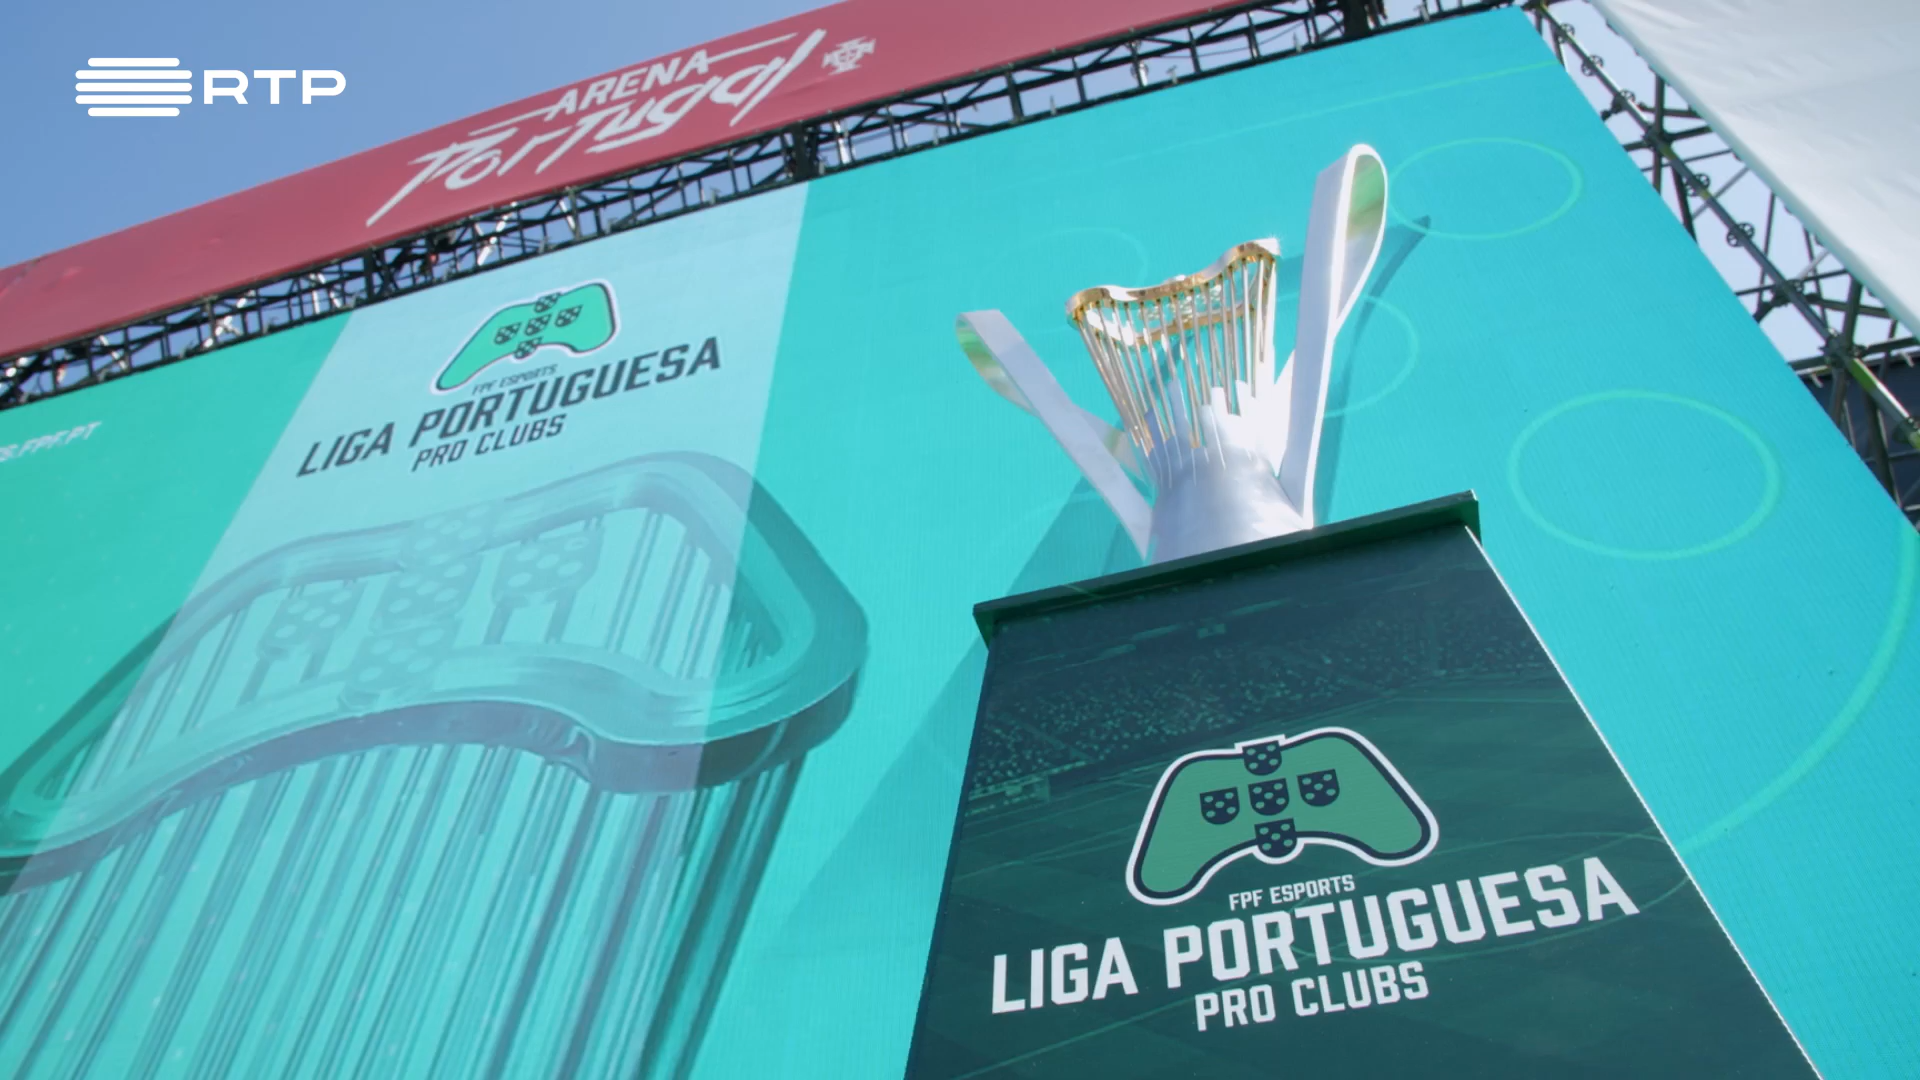 RTP
ARENA
Portugal
FPF ESPORTS
LIGA PORTUGUESA
PRO CLUBS
FPF ESPORTS
LIGA PORTUGUESA
PRO CLUBS